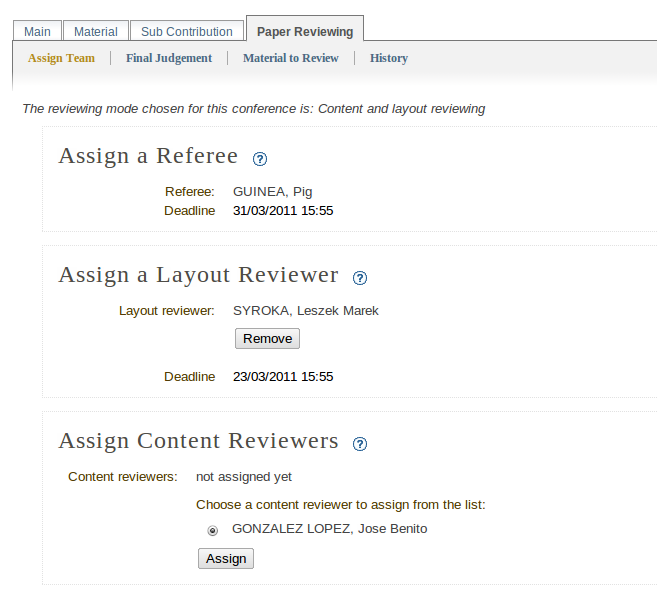 Main Material Sub Contribution Paper Reviewing
Assign Team Final Judgement Material to Review History
The reviewing mode chosen for this conference is: Content and layout reviewing
Assign a Referee ?
Referee: GUINEA, Pig
Deadline 31/03/2011 15:55
Assign a Layout Reviewer ?
Layout reviewer: SYROKA, Leszek Marek
Remove
Deadline 23/03/2011 15:55
Assign Content Reviewers ?
Content reviewers: not assigned yet
Choose a content reviewer to assign from the list:
GONZALEZ LOPEZ, Jose Benito
Assign